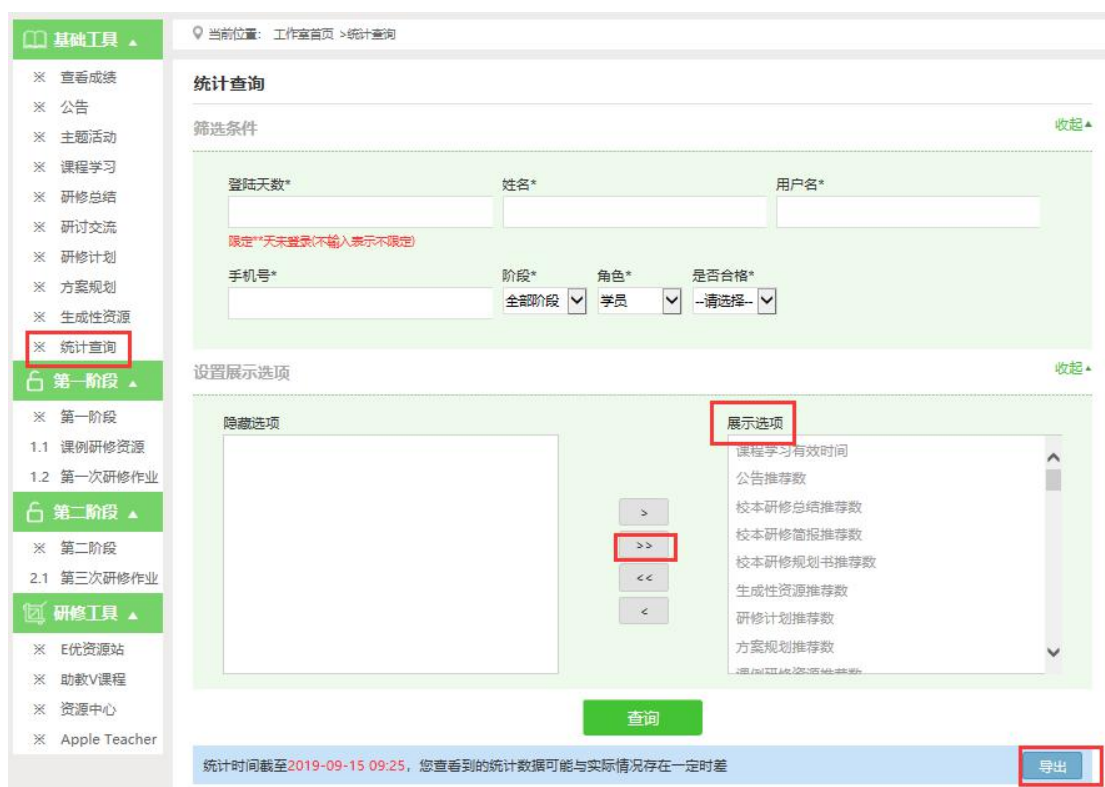 基础工具
※ 查看成绩
※ 公告
※ 主题活动
※ 课程学习
※ 研修总结
※ 研讨交流
※ 研修计划
※ 方案规划
※ 生成性资源
※ 统计查询
第一阶段
※ 第一阶段
1.1 课例研修资源
1.2 第一次研修作业
第二阶段
※ 第二阶段
2.1 第三次研修作业
研修工具
※ E优资源站
※ 助教V课程
※ 资源中心
※ Apple Teacher
当前位置: 工作室首页 >统计查询
统计查询
筛选条件 收起
登陆天数* 姓名* 用户名*
限定**天未登录(不输入表示不限定)
手机号* 阶段* 角色* 是否合格*
全部阶段 学员 --请选择--
设置展示选项 收起
隐藏选项 展示选项
课程学习有效时间
公告推荐数
校本研修总结推荐数
校本研修简报推荐数
校本研修规划书推荐数
生成性资源推荐数
研修计划推荐数
方案规划推荐数
课例研修资源推荐数
>
>>
<<
<
查询
统计时间截至2019-09-15 09:25，您查看到的统计数据可能与实际情况存在一定时差 导出